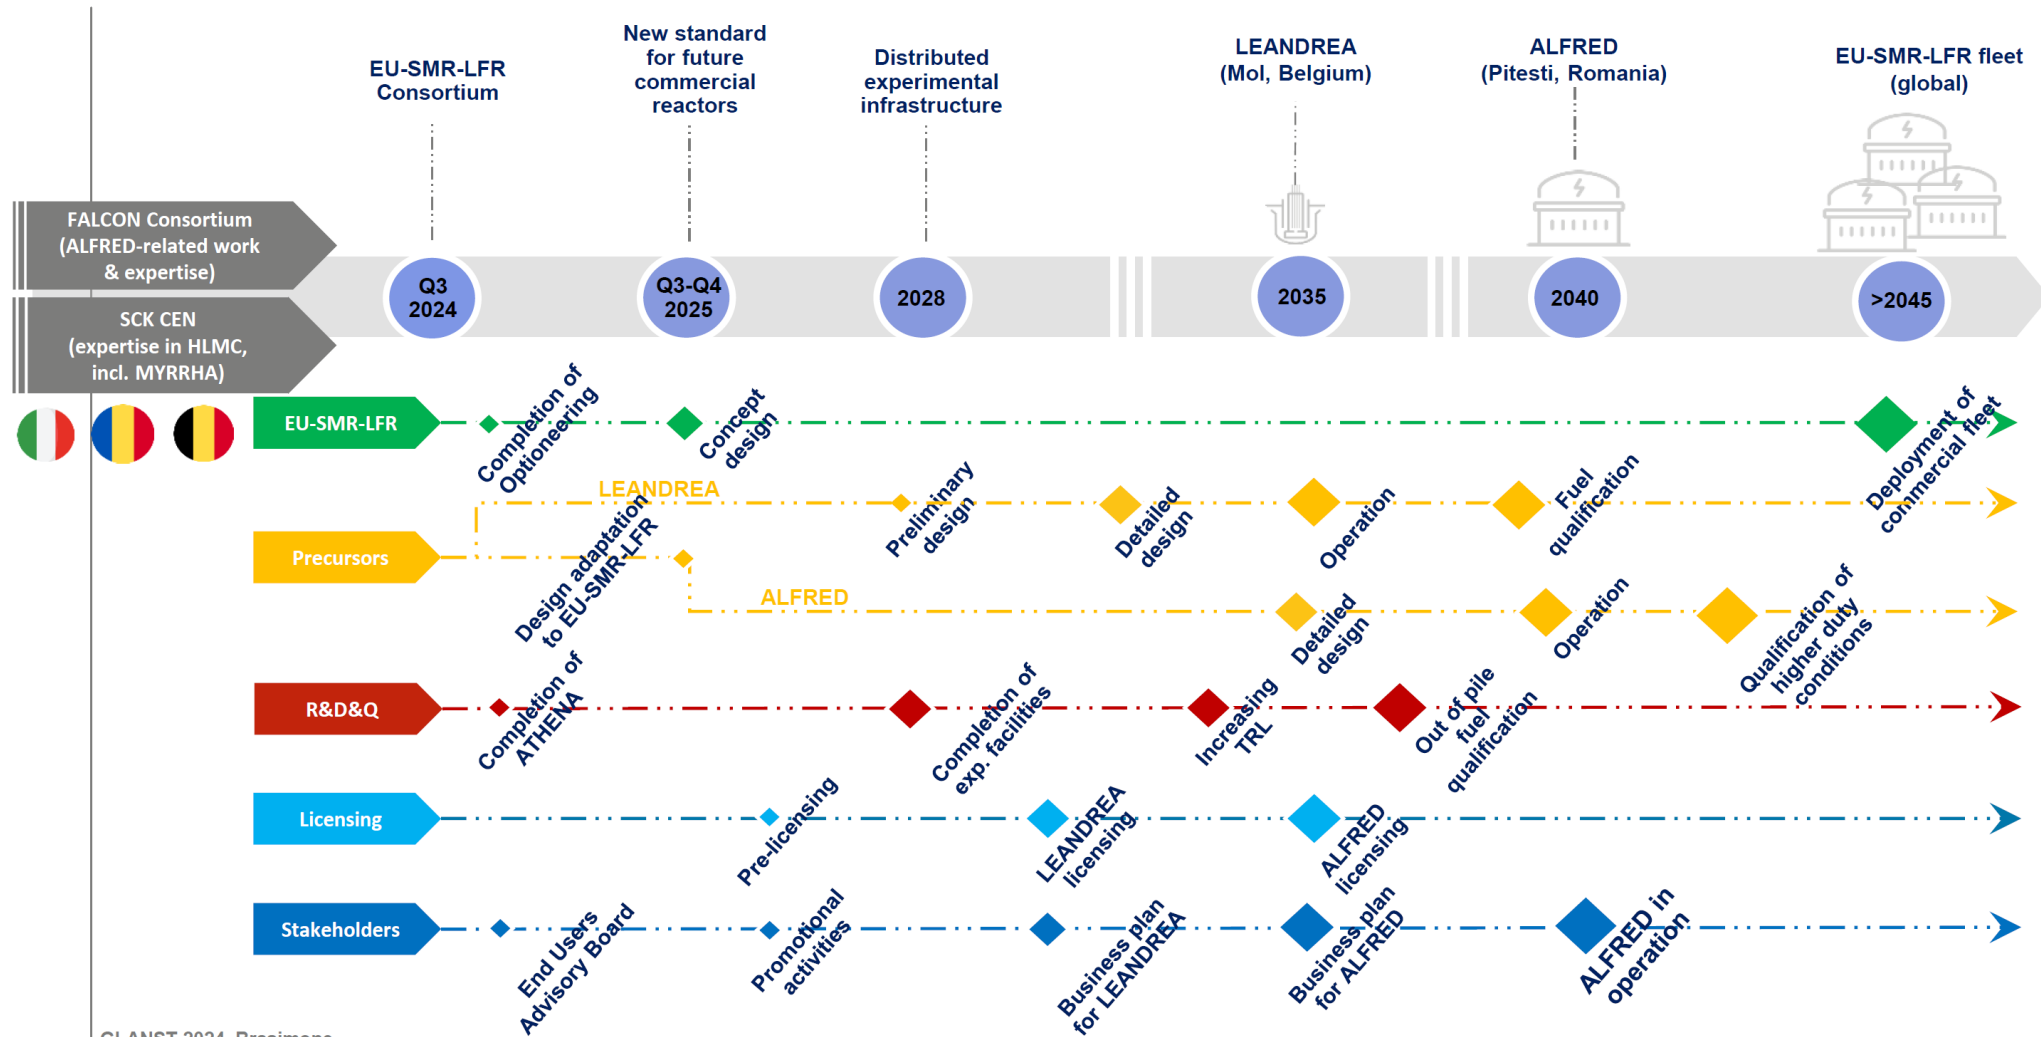 EU-SMR-LFR
Consortium
New standard
for future
commercial
reactors
Distributed
experimental
infrastructure
LEANDREA
(Mol, Belgium)
ALFRED
(Pitesti, Romania)
EU-SMR-LFR fleet
(global)
FALCON Consortium
(ALFRED-related work
& expertise)
SCK CEN
(expertise in HLMC,
incl. MYRRHA)
Q3
2024
Q3-Q4
2025
2028
2035
2040
>2045
EU-SMR-LFR
Completion of
Optioneering
Concept
design
Deployment of
commercial fleet
Precursors
LEANDREA
Preliminary
design
Detailed
design
Operation
Fuel
qualification
Design adaptation
to EU-SMR-LFR
ALFRED
Detailed
design
Operation
Qualification of
higher duty
conditions
R&D&Q
Completion of
ATHENA
Completion of
exp. facilities
Increasing
TRL
Out of pile
fuel
qualification
Licensing
Pre-licensing
LEANDREA
licensing
ALFRED
licensing
Stakeholders
End Users
Advisory Board
Promotional
activities
Business plan
for LEANDREA
Business plan
for ALFRED
ALFRED in
operation
2024, Brasimone